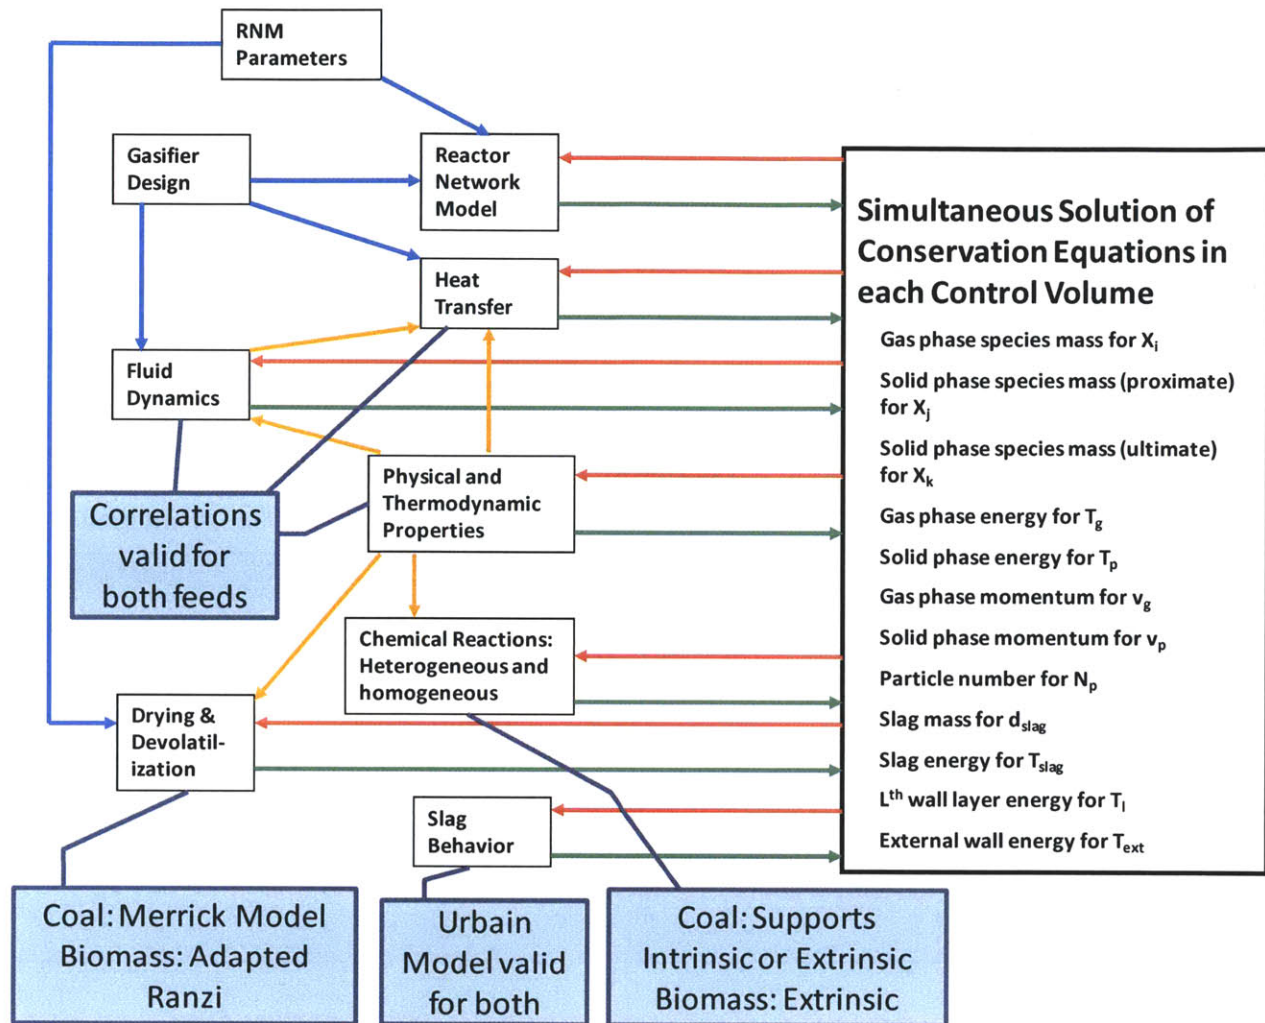 RNM
Parameters
Gasifier
Design
Reactor
Network
Model
Heat
Transfer
Fluid
Dynamics
Physical and
Thermodynamic
Properties
Correlations
valid for
both feeds
Chemical Reactions:
Heterogeneous and
homogeneous
Drying &
Devolatil-
ization
Slag
Behavior
Coal: Merrick Model
Biomass: Adapted
Ranzi
Urbain
Model valid
for both
Coal: Supports
Intrinsic or Extrinsic
Biomass: Extrinsic
Simultaneous Solution of
Conservation Equations in
each Control Volume
Gas phase species mass for Xi
Solid phase species mass (proximate)
for Xj
Solid phase species mass (ultimate)
for Xk
Gas phase energy for Tg
Solid phase energy for Tp
Gas phase momentum for vg
Solid phase momentum for vp
Particle number for Np
Slag mass for dslag
Slag energy for Tslag
Lth wall layer energy for Tl
External wall energy for Text